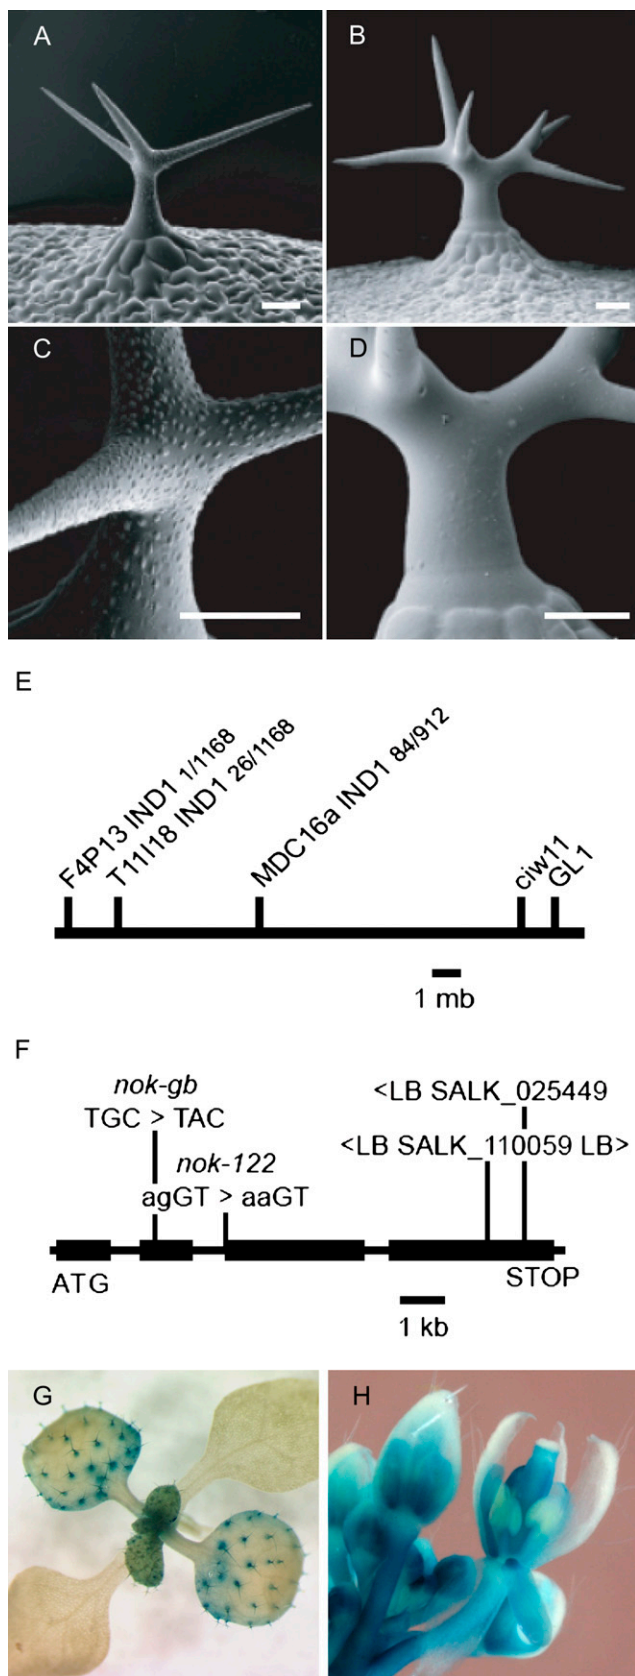 A
B
C
D
E
F4P13 IND1 1/1168
T11I18 IND1 26/1168
MDC16a IND1 84/912
ciw11
GL1
1 mb
F
nok-gb
TGC > TAC
<LB SALK_025449
<LB SALK_110059 LB>
nok-122
agGT > aaGT
ATG
STOP
1 kb
G
H